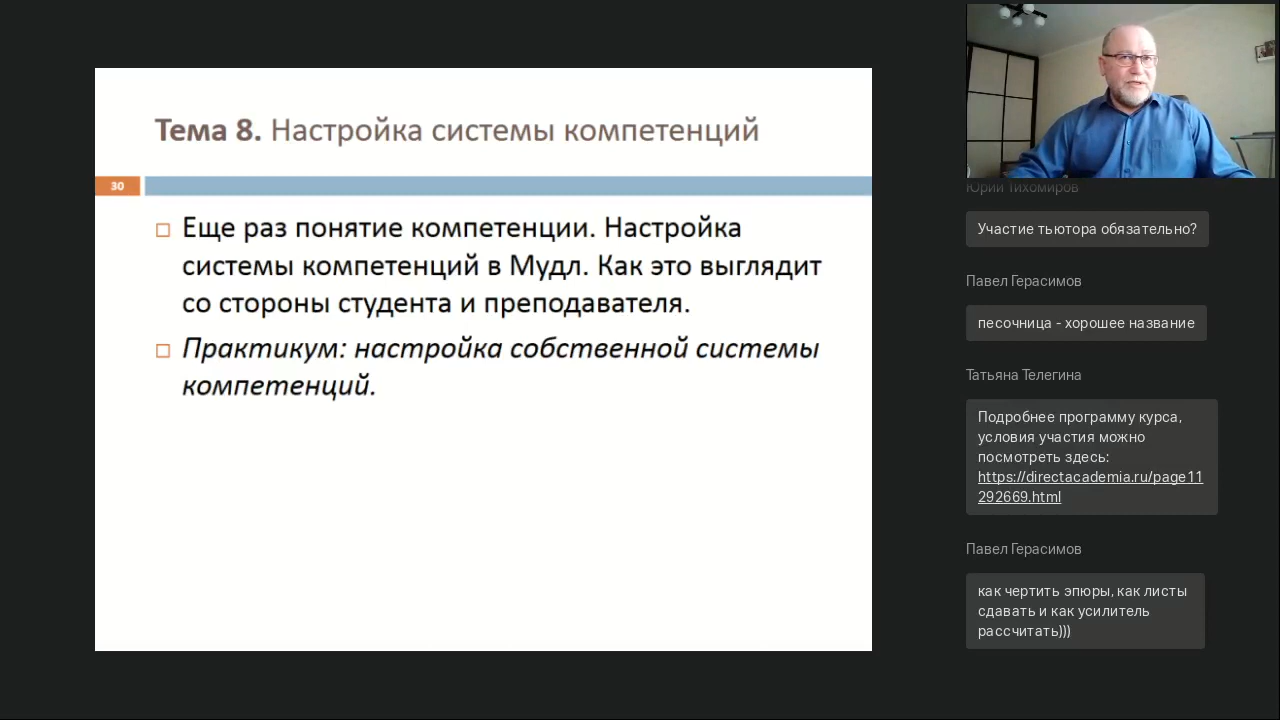 Тема 8. Настройка системы компетенций
30
Еще раз понятие компетенции. Настройка
системы компетенций в Мудл. Как это выглядит
со стороны студента и преподавателя.
Практикум: настройка собственной системы
компетенций.
Юрий Тихомиров
Участие тьютора обязательно?
Павел Герасимов
песочница - хорошее название
Татьяна Телегина
Подробнее программу курса,
условия участия можно
посмотреть здесь:
https://directacademia.ru/page11
292669.html
Павел Герасимов
как чертить эпюры, как листы
сдавать и как усилитель
рассчитать)))